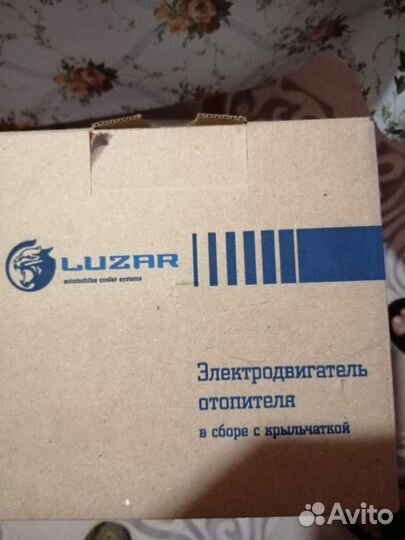 LUZAR
automobiles cooler systems
Электродвигатель
отопителя
в сборе с крыльчаткой
Avito